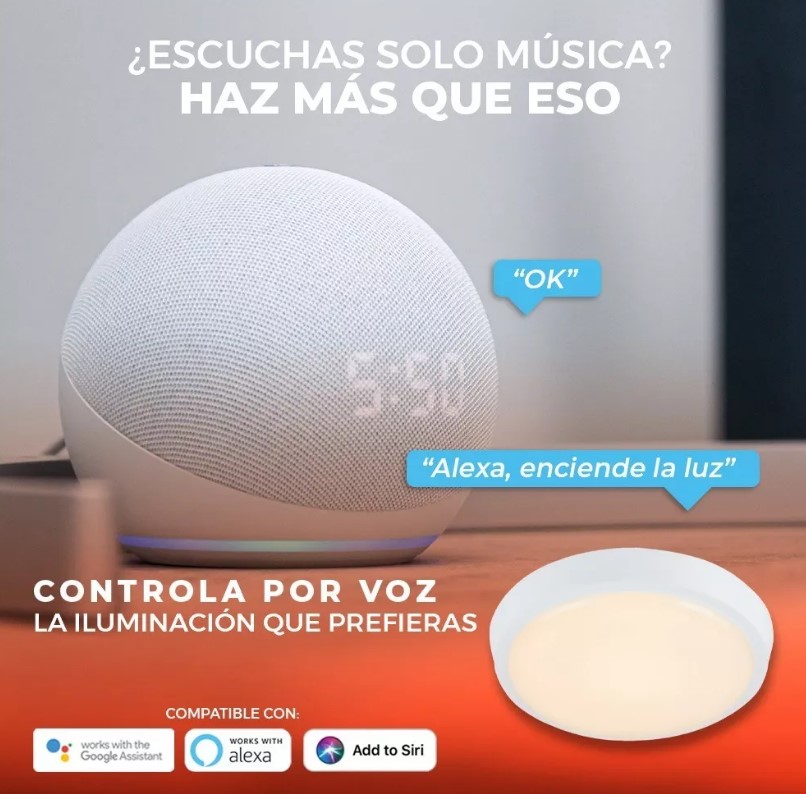 ¿ESCUCHAS SOLO MÚSICA?
HAZ MÁS QUE ESO
“OK”
5:50
“Alexa, enciende la luz”
CONTROLA POR VOZ
LA ILUMINACIÓN QUE PREFIERAS
COMPATIBLE CON:
works with the
Google Assistant
WORKS WITH
alexa
Add to Siri